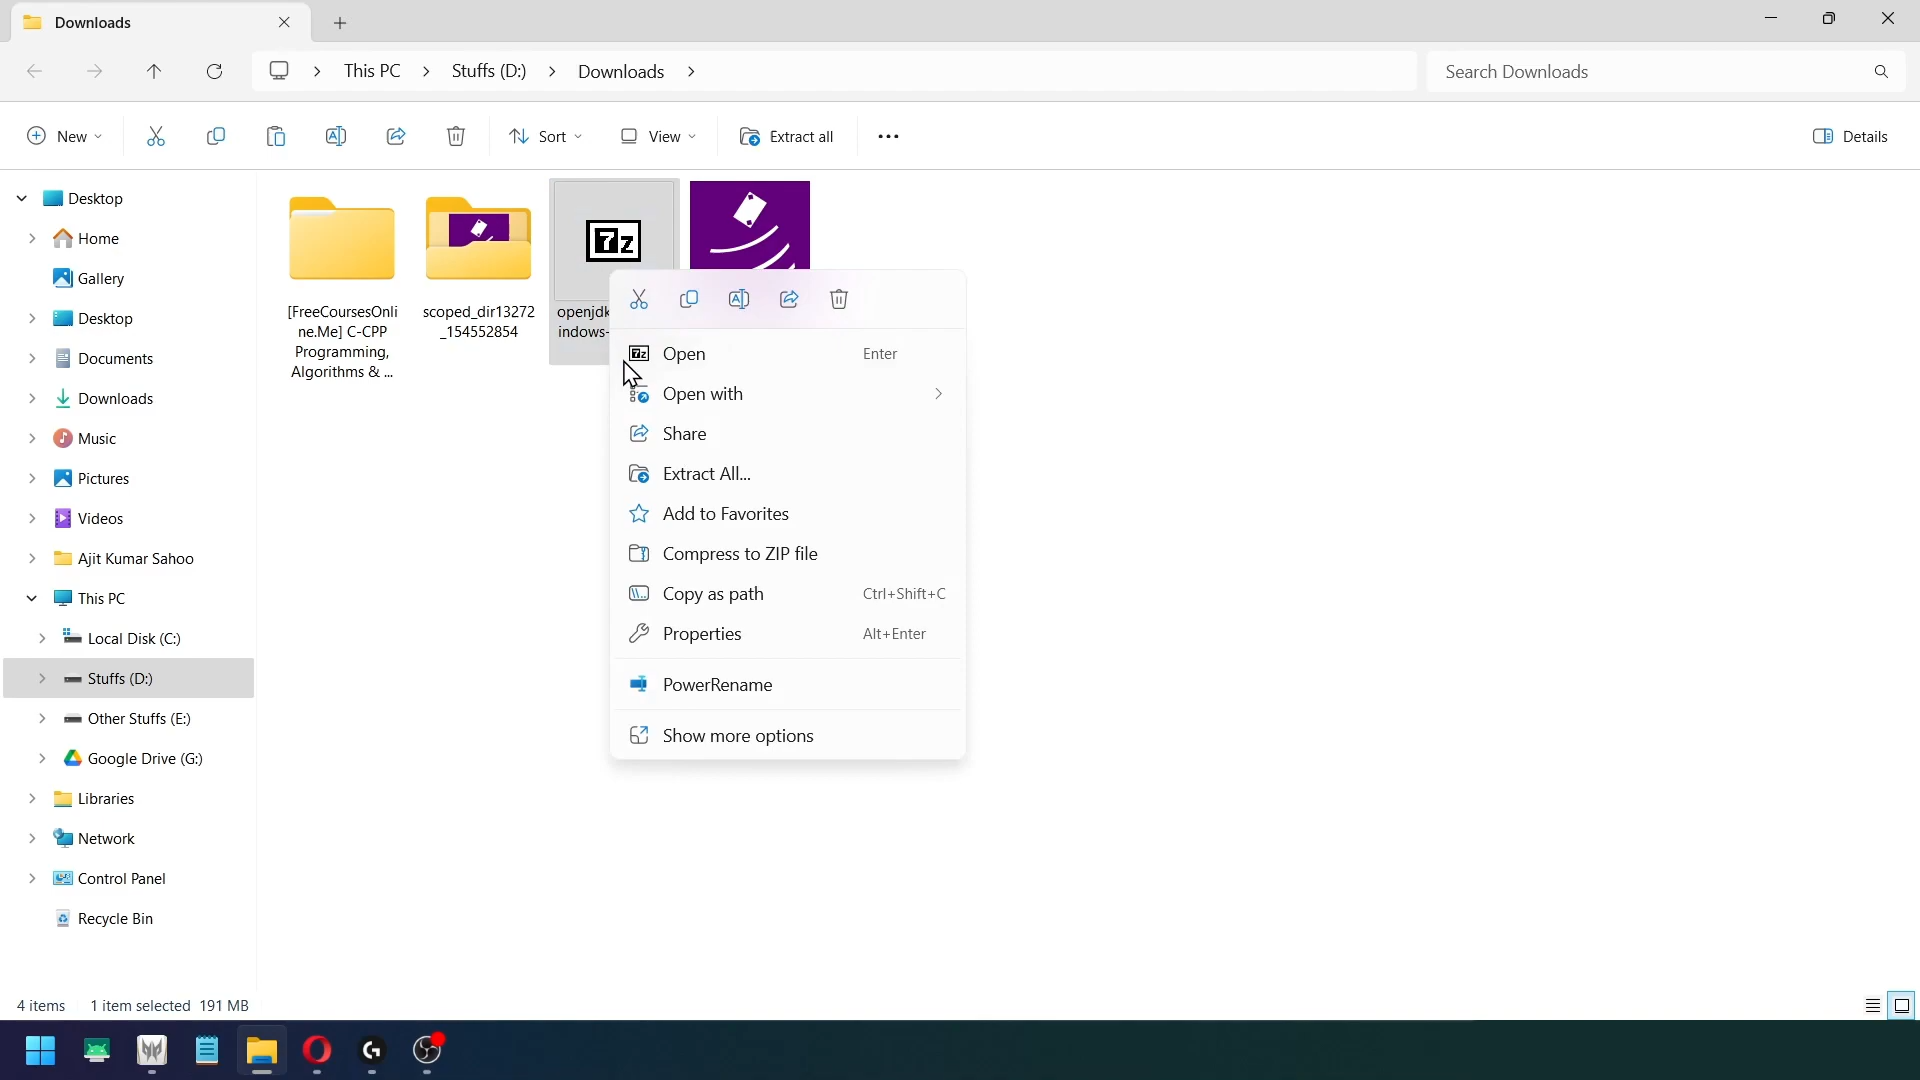 Downloads
This PC
Stuffs (D:)
Downloads
Search Downloads
New
Sort
View
Extract all
Details
Desktop
Home
Gallery
Desktop
Documents
Downloads
Music
Pictures
Videos
Ajit Kumar Sahoo
This PC
Local Disk (C:)
Stuffs (D:)
Other Stuffs (E:)
Google Drive (G:)
Libraries
Network
Control Panel
Recycle Bin
[FreeCoursesOnli
ne.Me] C-CPP
Programming,
Algorithms & ...
scoped_dir13272
_154552854
7z
openjdk
indows-
Open Enter
Open with
Share
Extract All...
Add to Favorites
Compress to ZIP file
Copy as path Ctrl+Shift+C
Properties Alt+Enter
PowerRename
Show more options
4 items 1 item selected 191 MB